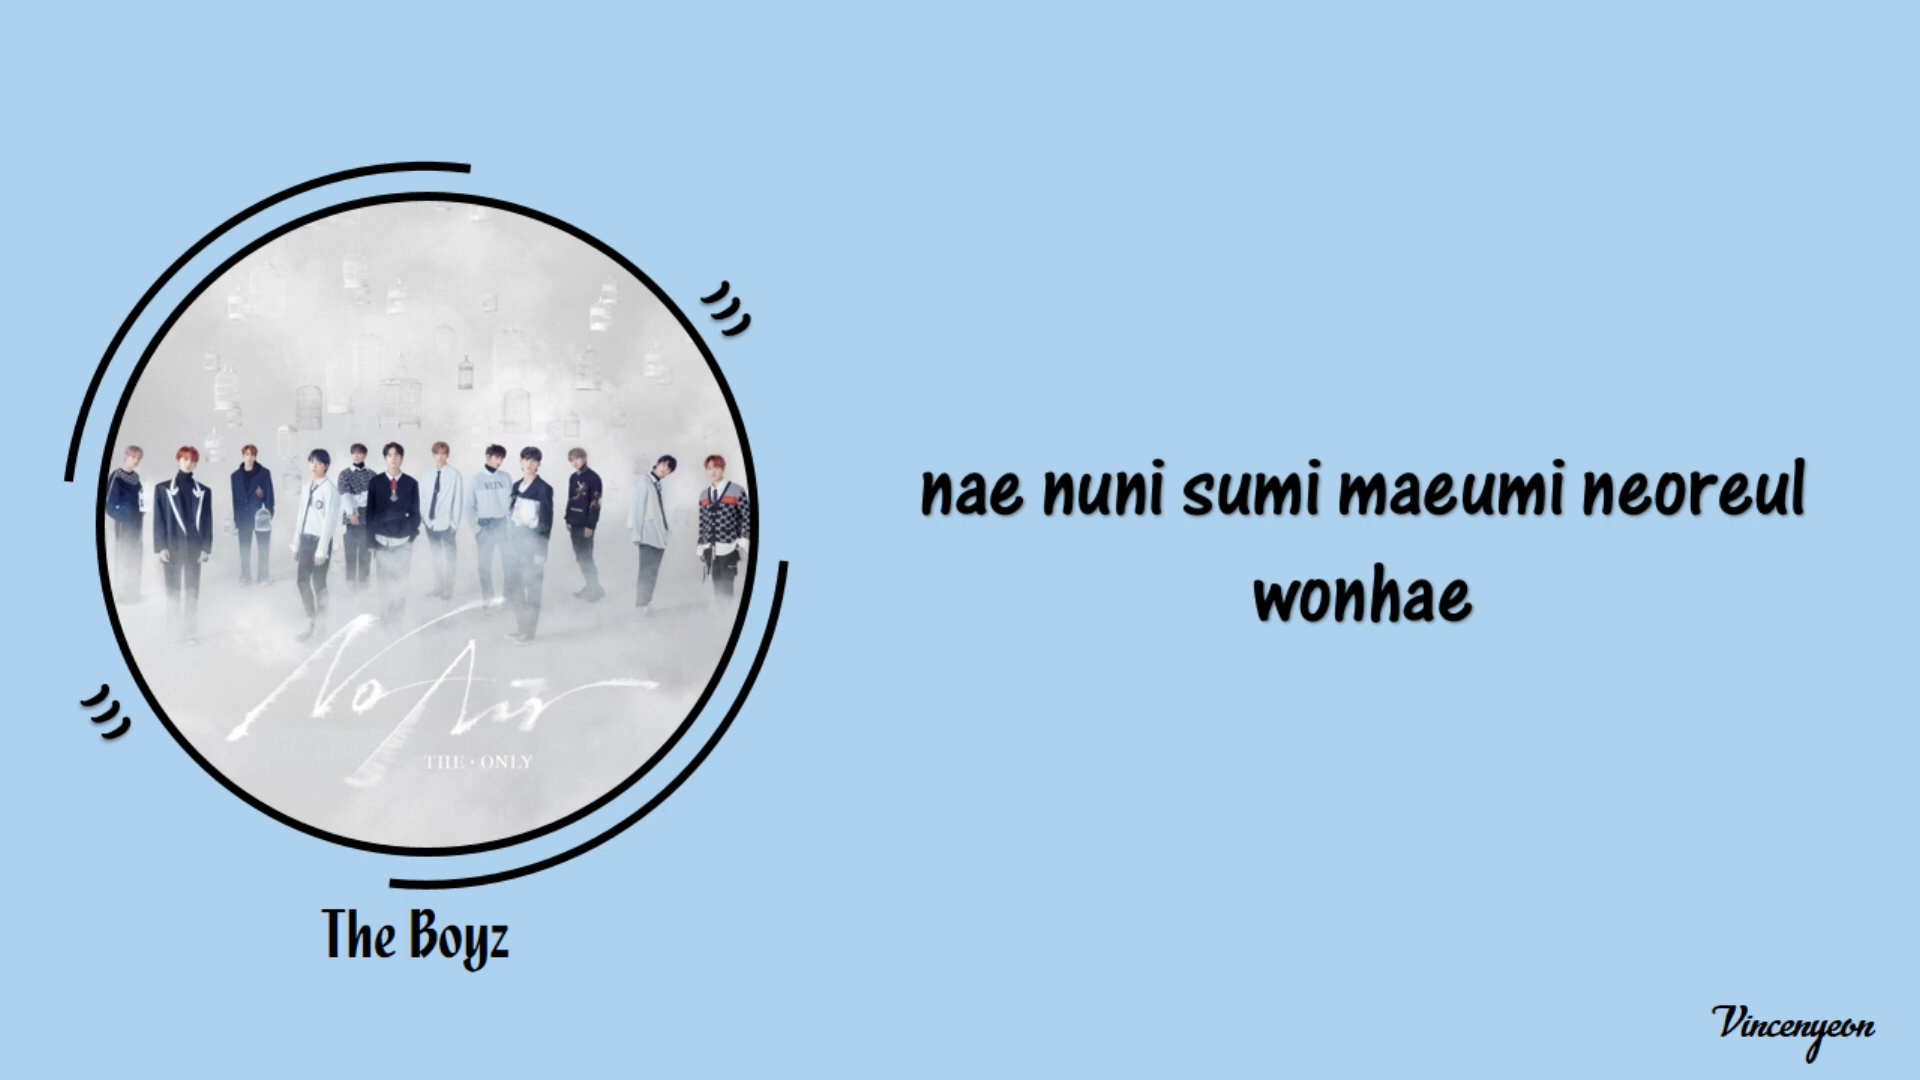 nae nuni sumi maeumi neoreul
wonhae
No Air
THE • ONLY
The Boyz
Vincenyeon